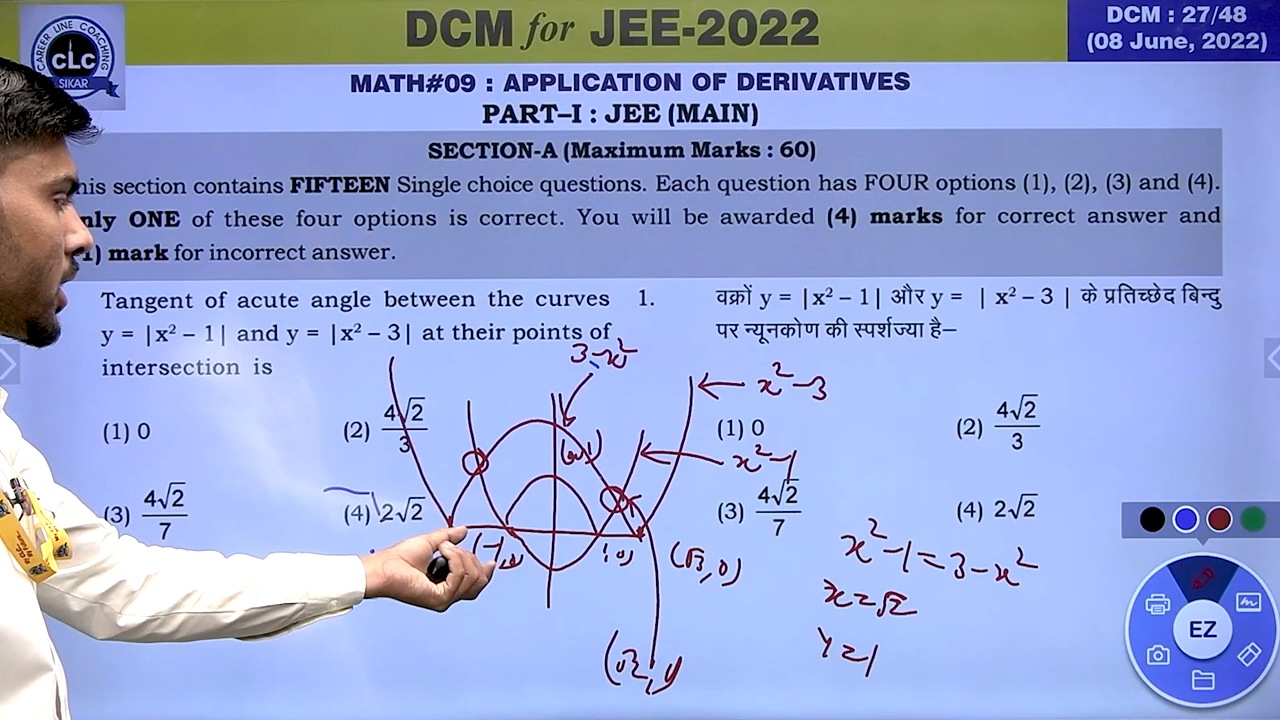 CAREER LINE COACHING
CLC
SIKAR
DCM for JEE-2022
DCM : 27/48
(08 June, 2022)
MATH#09 : APPLICATION OF DERIVATIVES
PART–I : JEE (MAIN)
SECTION-A (Maximum Marks : 60)
his section contains FIFTEEN Single choice questions. Each question has FOUR options (1), (2), (3) and (4).
nly ONE of these four options is correct. You will be awarded (4) marks for correct answer and
1) mark for incorrect answer.
Tangent of acute angle between the curves
y = |x² – 1| and y = |x² – 3| at their points of
intersection is
(1) 0
(2) 4√2/3
(3) 4√2/7
(4) 2√2
1. वक्रों y = |x² – 1| और y = | x² – 3 | के प्रतिच्छेद बिन्दु
पर न्यूनकोण की स्पर्शज्या है–
(1) 0
(2) 4√2/3
(3) 4√2/7
(4) 2√2
3-x²
x²-3
x²-1
(√3, 0)
x²-1=3-x²
x=√2
y=1
EZ